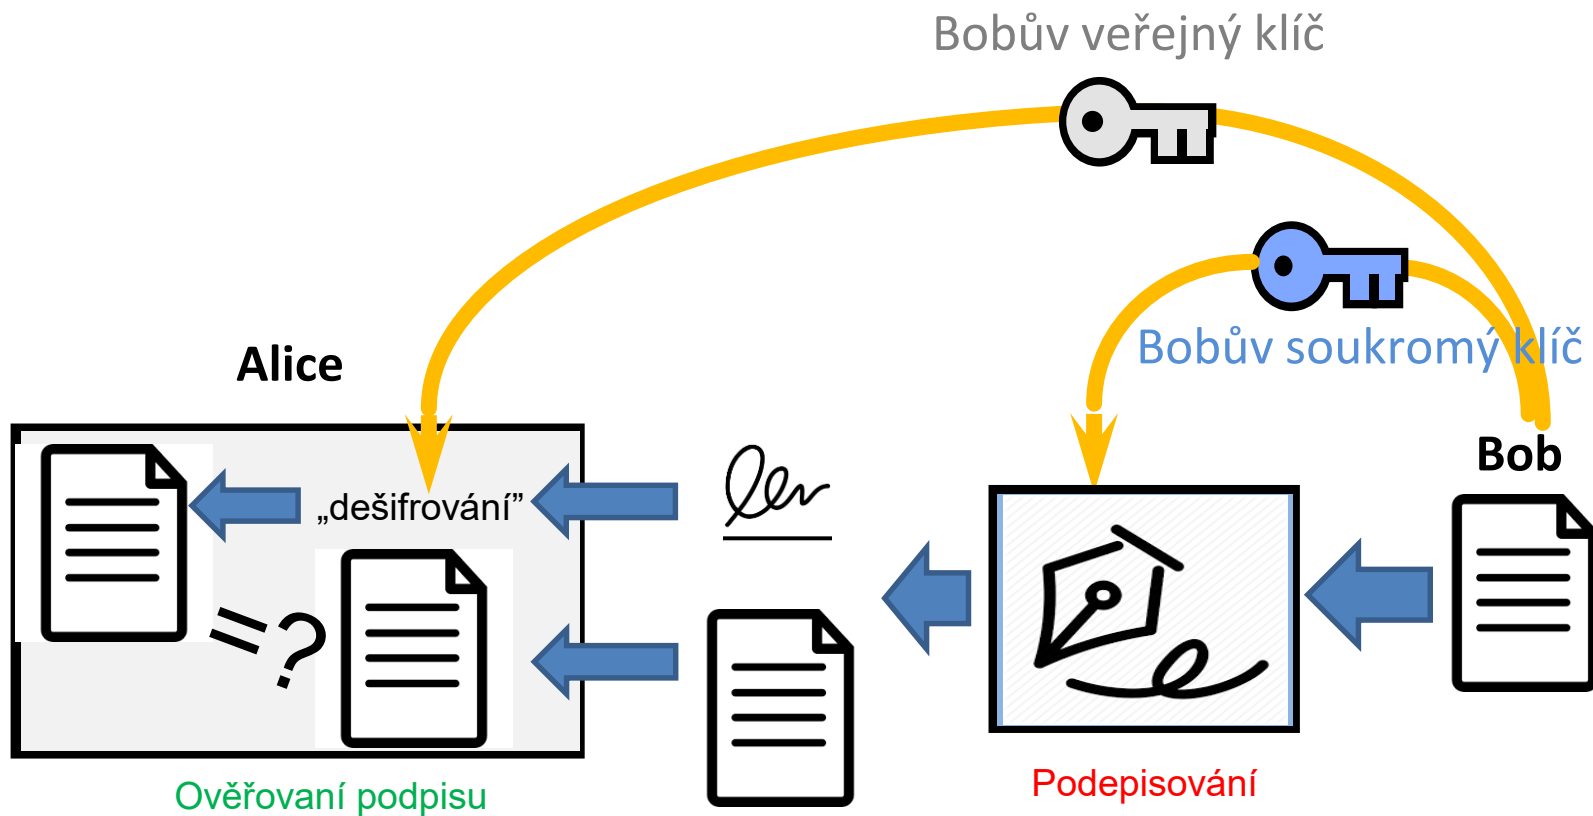 Bobův veřejný klíč
Bobův soukromý klíč
Alice
Bob
„dešifrování”
=?
Ověřovaní podpisu
Podepisování